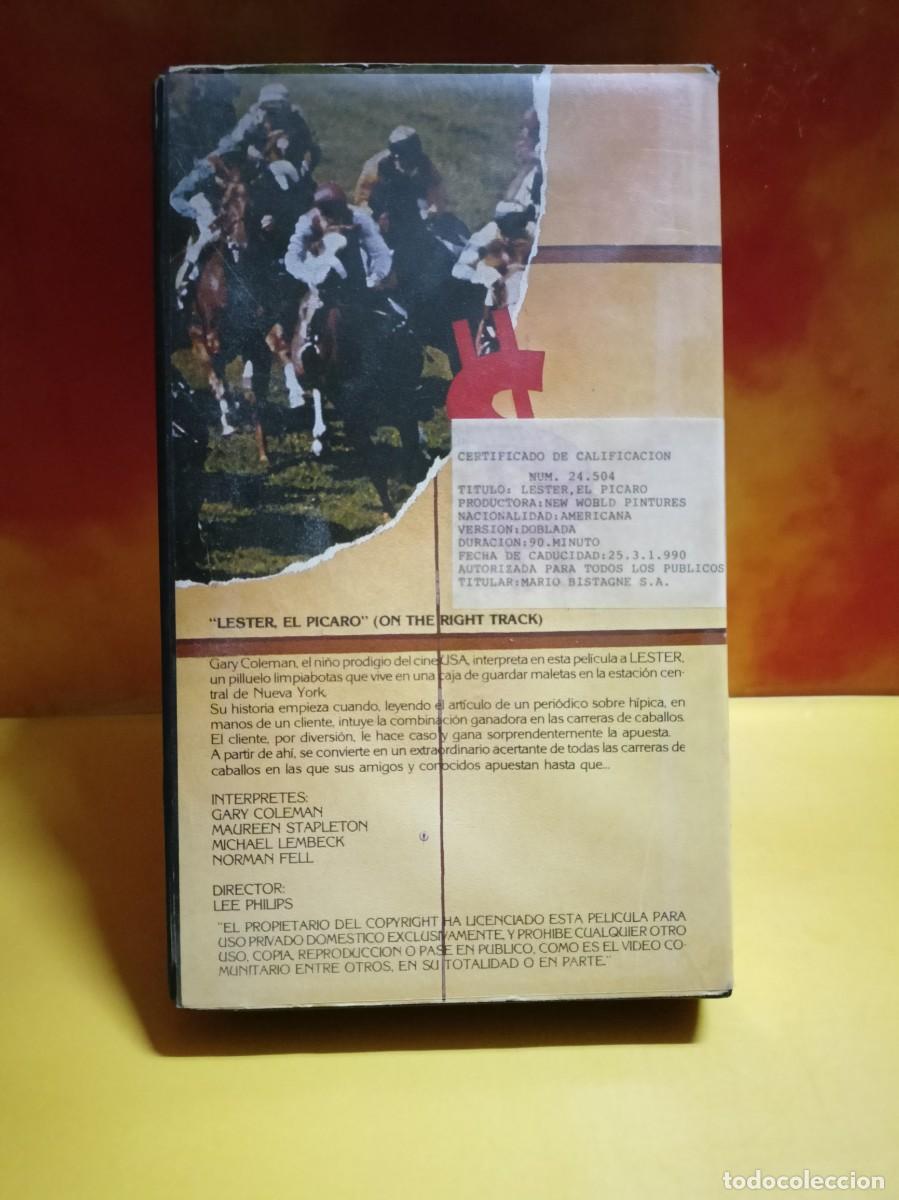 CERTIFICADO DE CALIFICACION
NUM. 24.504
TITULO: LESTER,EL PICARO
PRODUCTORA:NEW WORLD PINTURES
NACIONALIDAD:AMERICANA
VERSION:DOBLADA
DURACION:90.MINUTO
FECHA DE CADUCIDAD:25.3.1.990
AUTORIZADA PARA TODOS LOS PUBLICOS
TITULAR:MARIO BISTAGNE S.A.
"LESTER, EL PICARO" (ON THE RIGHT TRACK)
Gary Coleman, el niño prodigio del cine USA, interpreta en esta película a LESTER,
un pilluelo limpiabotas que vive en una caja de guardar maletas en la estación cen-
tral de Nueva York.
Su historia empieza cuando, leyendo el artículo de un periódico sobre hípica, en
manos de un cliente, intuye la combinación ganadora en las carreras de caballos.
El cliente, por diversión, le hace caso y gana sorprendentemente la apuesta.
A partir de ahí, se convierte en un extraordinario acertante de todas las carreras de
caballos en las que sus amigos y conocidos apuestan hasta que...
INTERPRETES:
GARY COLEMAN
MAUREEN STAPLETON
MICHAEL LEMBECK
NORMAN FELL
DIRECTOR:
LEE PHILIPS
"EL PROPIETARIO DEL COPYRIGHT HA LICENCIADO ESTA PELICULA PARA
USO PRIVADO DOMESTICO EXCLUSIVAMENTE, Y PROHIBE CUALQUIER OTRO
USO, COPIA, REPRODUCCION O PASE EN PUBLICO, COMO ES EL VIDEO CO-
MUNITARIO ENTRE OTROS, EN SU TOTALIDAD O EN PARTE."
todocoleccion